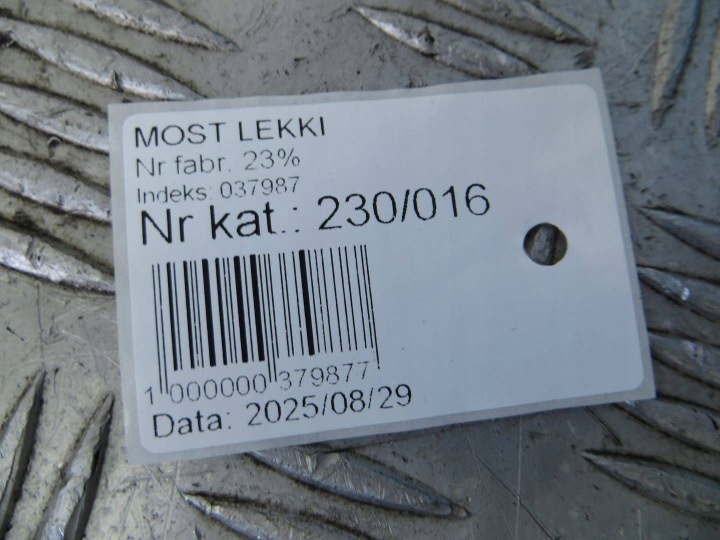 MOST LEKKI
Nr fabr. 23%
Indeks: 037987
Nr kat.: 230/016
1 000000 379877
Data: 2025/08/29